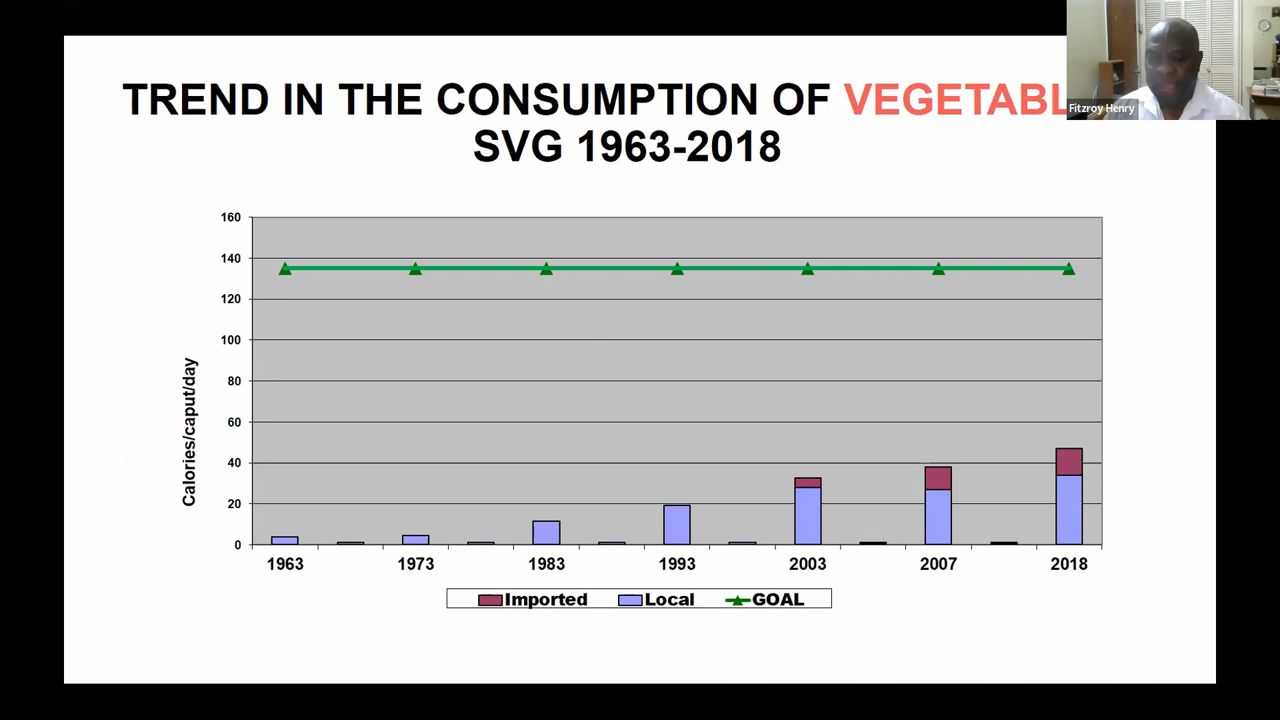 TREND IN THE CONSUMPTION OF VEGETABL
SVG 1963-2018
Fitzroy Henry
Calories/caput/day
160
140
120
100
80
60
40
20
0
1963 1973 1983 1993 2003 2007 2018
Imported Local GOAL